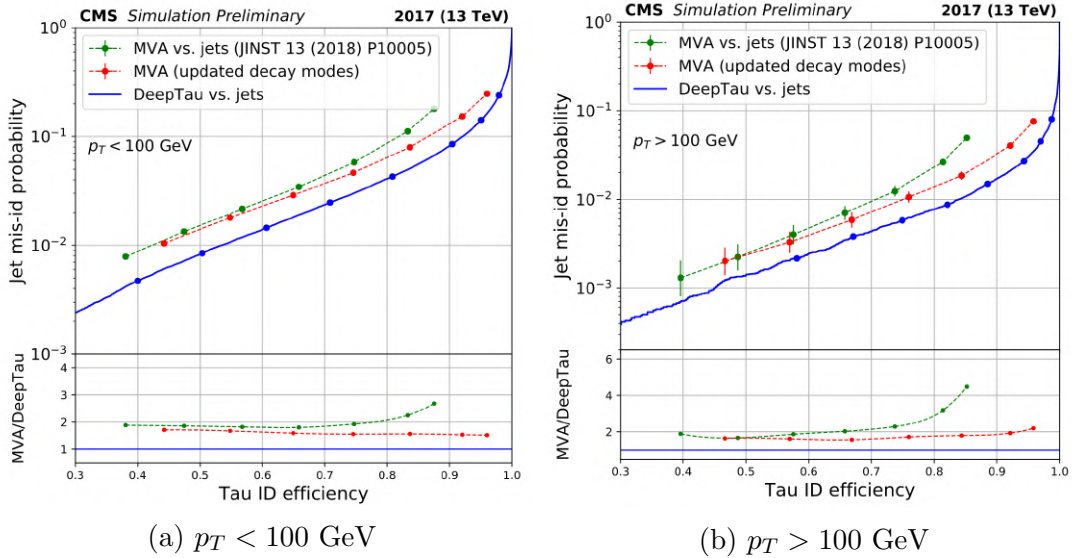 CMS Simulation Preliminary 2017 (13 TeV)
10⁰
MVA vs. jets (JINST 13 (2018) P10005)
MVA (updated decay modes)
DeepTau vs. jets
p_T < 100 GeV
Jet mis-id probability
10⁻¹
10⁻²
10⁻³
MVA/DeepTau
4
3
2
1
0.3 0.4 0.5 0.6 0.7 0.8 0.9 1.0
Tau ID efficiency
(a) p_T < 100 GeV
CMS Simulation Preliminary 2017 (13 TeV)
10⁰
MVA vs. jets (JINST 13 (2018) P10005)
MVA (updated decay modes)
DeepTau vs. jets
p_T > 100 GeV
Jet mis-id probability
10⁻¹
10⁻²
10⁻³
MVA/DeepTau
6
4
2
0.3 0.4 0.5 0.6 0.7 0.8 0.9 1.0
Tau ID efficiency
(b) p_T > 100 GeV